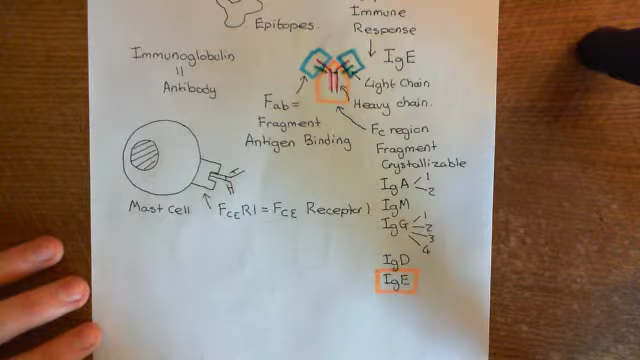 Epitopes.
Immune
Response
IgE
Immunoglobulin
=
Antibody
Light Chain
Heavy chain.
Fab =
Fragment
Antigen Binding
Fc region
Fragment
Crystallizable
IgA 1
2
IgM
IgG 1
2
3
4
IgD
IgE
Mast cell
FcεRI = Fcε Receptor 1